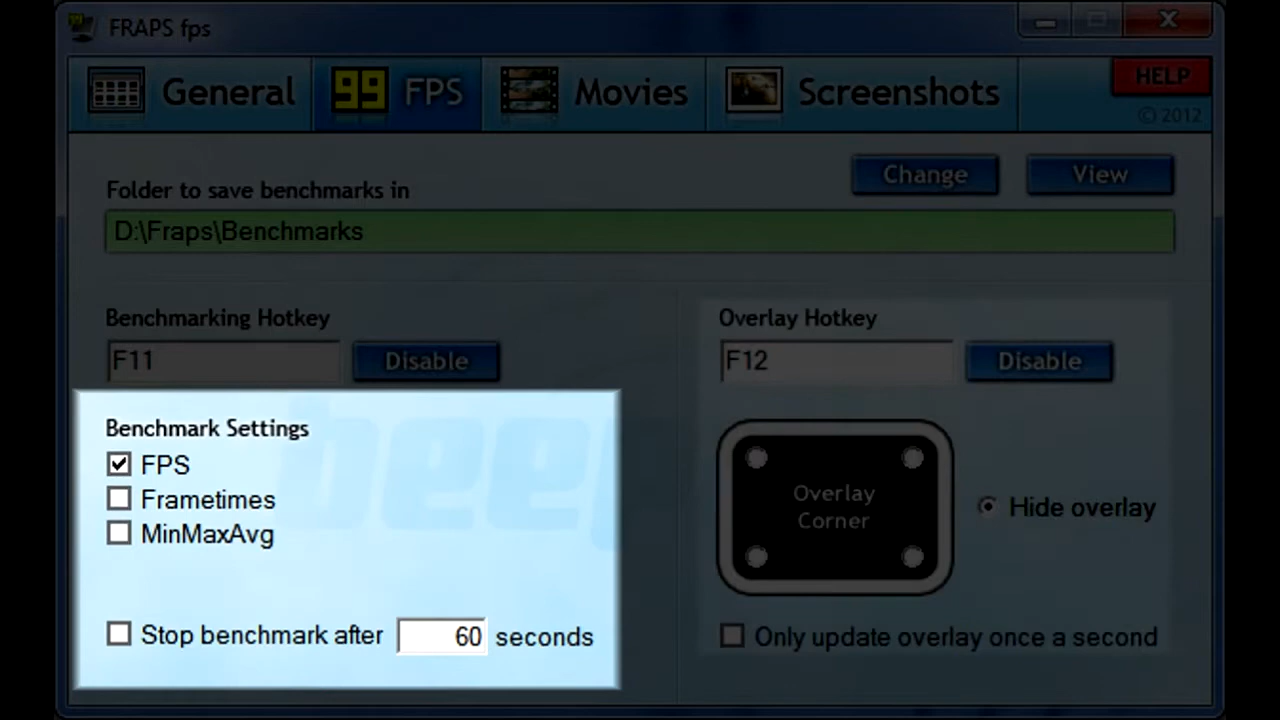 99
FRAPS fps
General
99 FPS
Movies
Screenshots
HELP
© 2012
Folder to save benchmarks in
Change
View
D:\Fraps\Benchmarks
Benchmarking Hotkey
F11
Disable
Overlay Hotkey
F12
Disable
Benchmark Settings
FPS
Frametimes
MinMaxAvg
Stop benchmark after 60 seconds
Overlay
Corner
Hide overlay
Only update overlay once a second